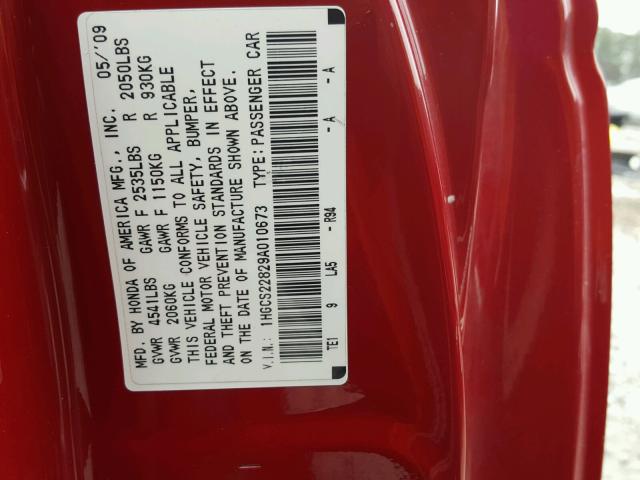 MFD. BY HONDA OF AMERICA MFG., INC. 05/'09
GVWR 4541LBS GAWR F 2535LBS R 2050LBS
GVWR 2060KG GAWR F 1150KG R 930KG
THIS VEHICLE CONFORMS TO ALL APPLICABLE
FEDERAL MOTOR VEHICLE SAFETY, BUMPER,
AND THEFT PREVENTION STANDARDS IN EFFECT
ON THE DATE OF MANUFACTURE SHOWN ABOVE.
V.I.N.: 1HGCS22829A010673 TYPE:PASSENGER CAR
TE1 9 LA5 - R94 - A - A